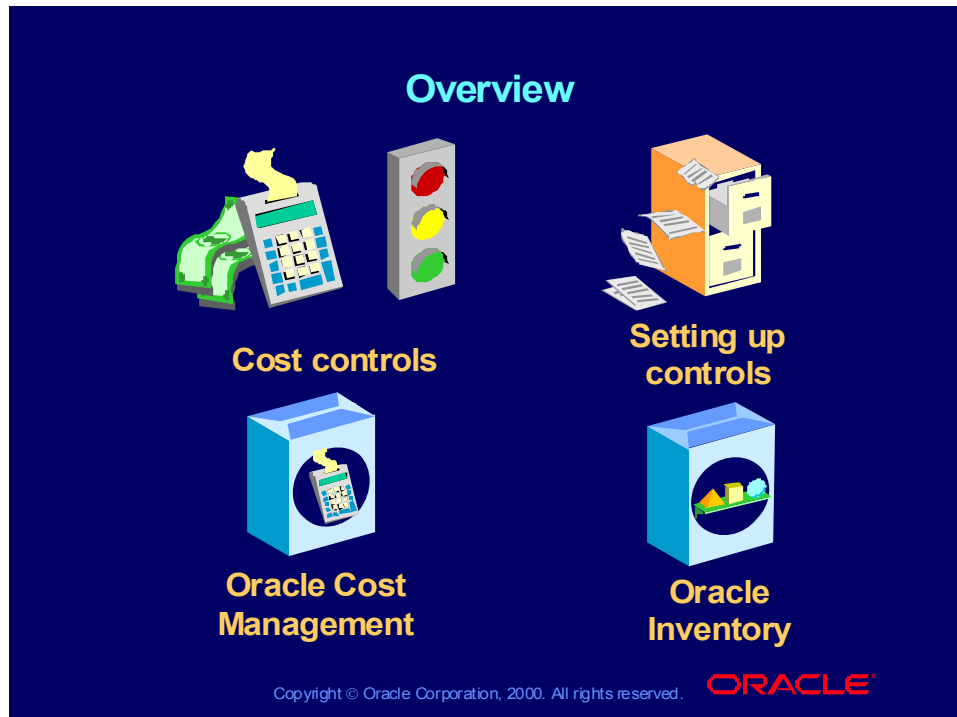 Overview
Cost controls
Setting up
controls
Oracle Cost
Management
Oracle
Inventory
Copyright © Oracle Corporation, 2000. All rights reserved.
ORACLE®